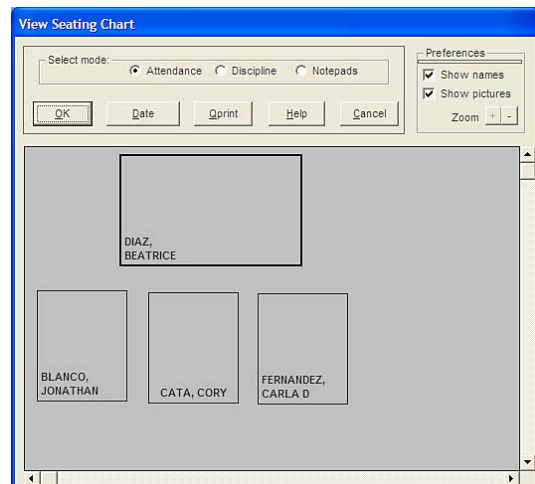 View Seating Chart
Select mode:
Attendance Discipline Notepads
OK Date Qprint Help Cancel
Preferences
Show names
Show pictures
Zoom + -
DIAZ,
BEATRICE
BLANCO,
JONATHAN
CATA, CORY
FERNANDEZ,
CARLA D